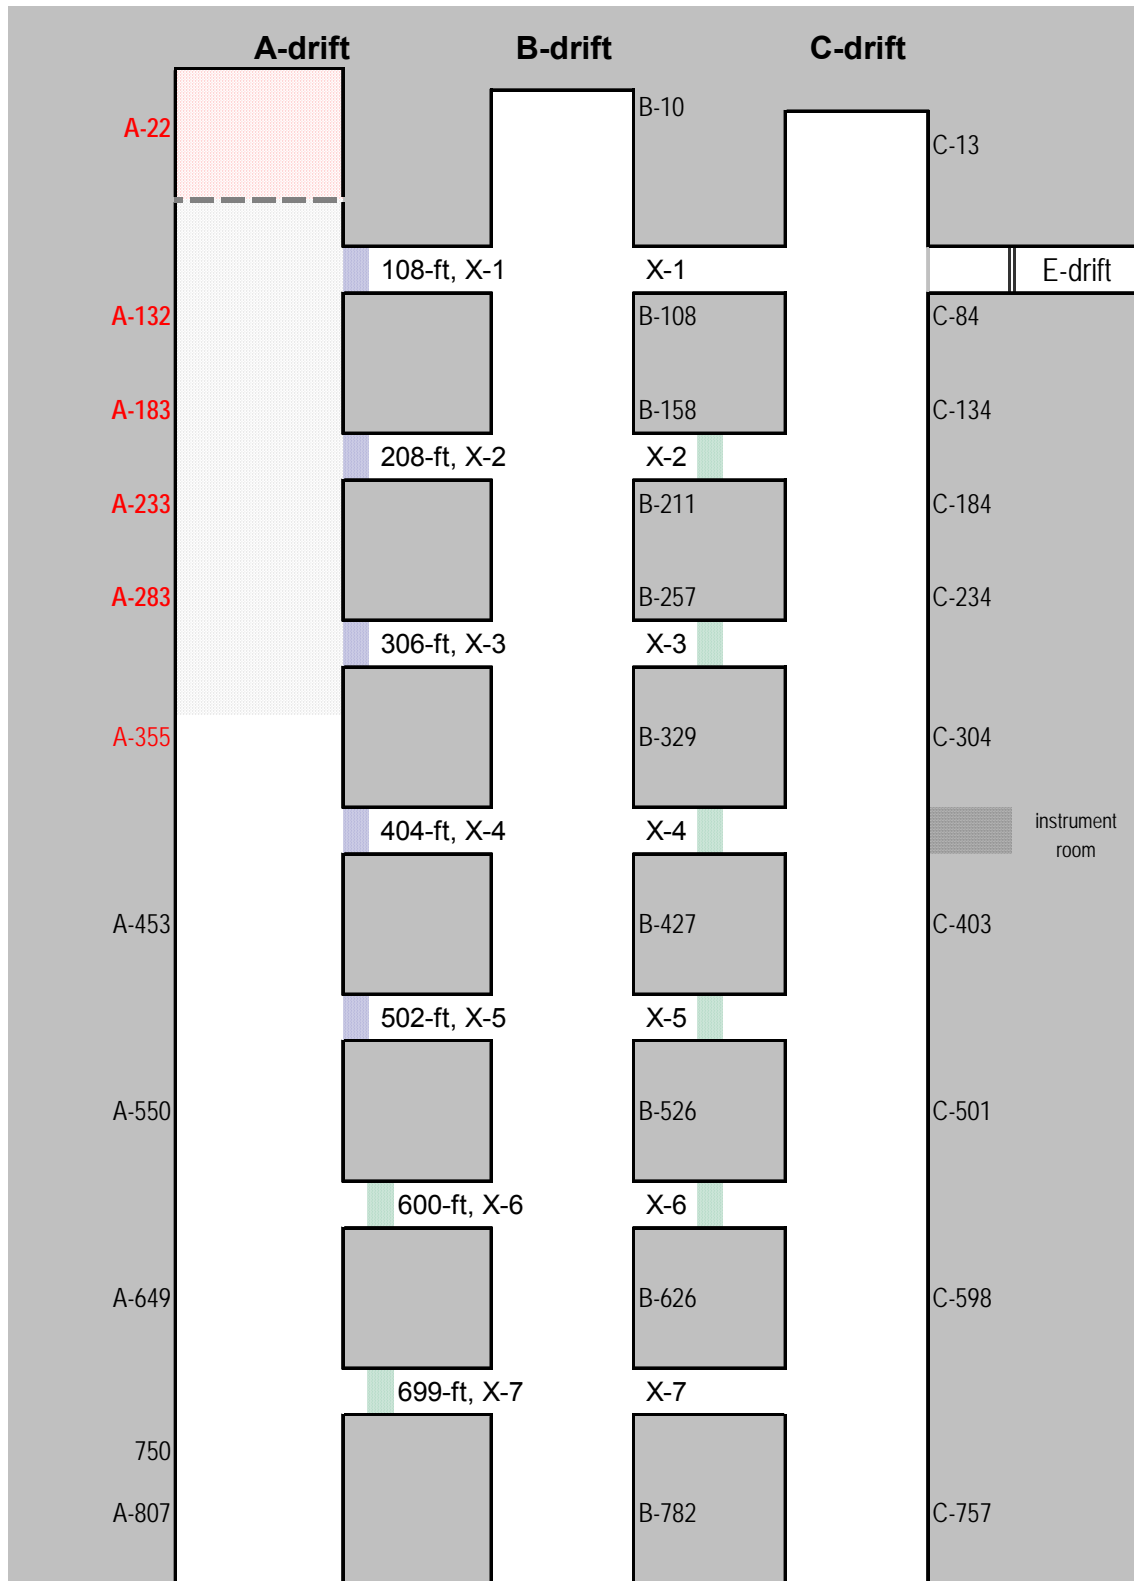 A-drift B-drift C-drift
B-10
A-22
C-13
108-ft, X-1 X-1 E-drift
A-132 B-108 C-84
A-183 B-158 C-134
208-ft, X-2 X-2
A-233 B-211 C-184
A-283 B-257 C-234
306-ft, X-3 X-3
A-355 B-329 C-304
404-ft, X-4 X-4 instrument
room
A-453 B-427 C-403
502-ft, X-5 X-5
A-550 B-526 C-501
600-ft, X-6 X-6
A-649 B-626 C-598
699-ft, X-7 X-7
750
A-807 B-782 C-757